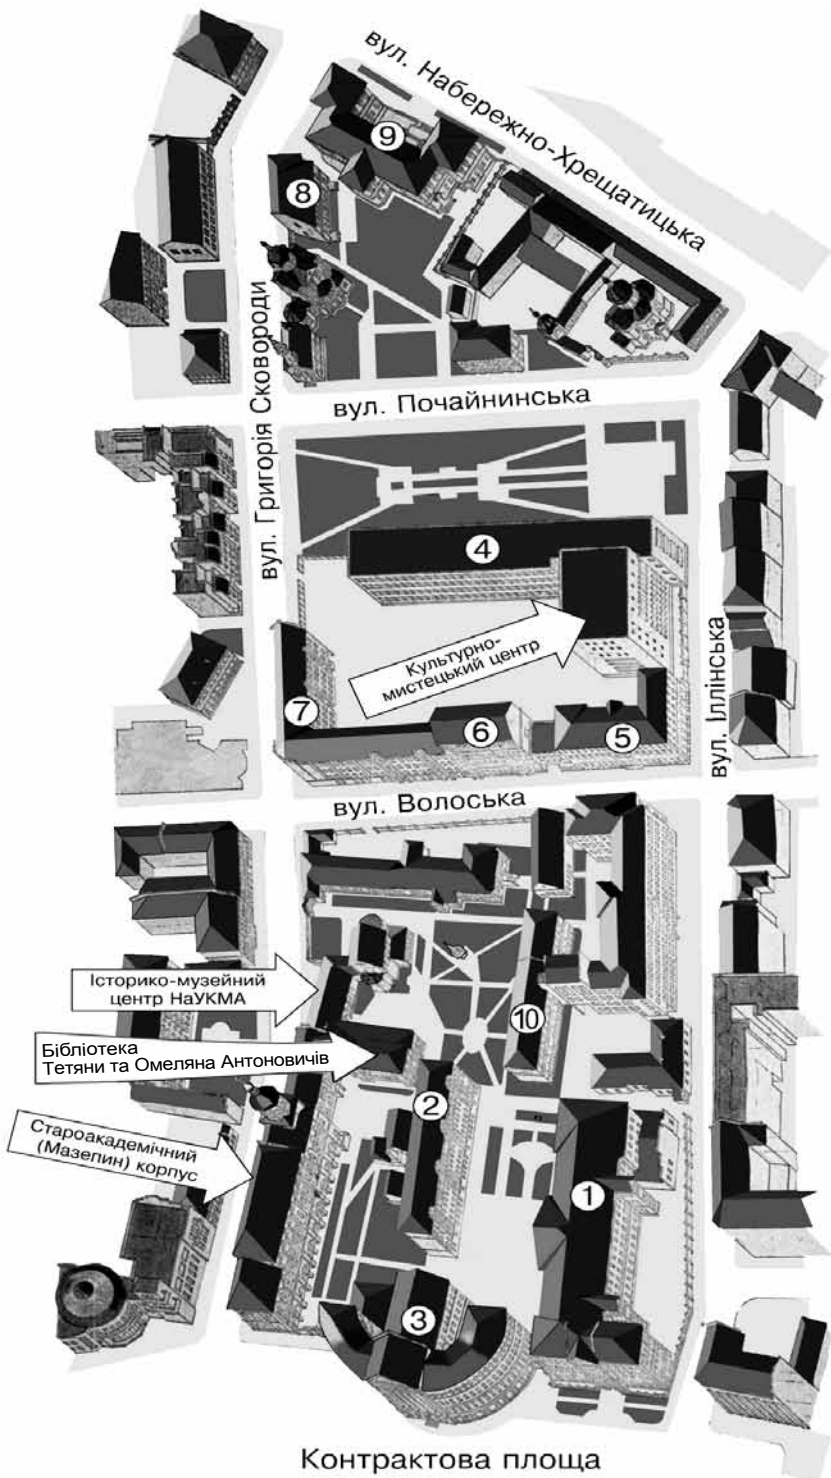 вул. Набережно-Хрещатицька
9
8
вул. Григорія Сковороди
вул. Почайнинська
4
Культурно-
мистецький центр
вул. Іллінська
7
6
5
вул. Волоська
Історико-музейний
центр НаУКМА
10
Бібліотека
Тетяни та Омеляна Антоновичів
2
Староакадемічний
(Мазепин) корпус
1
3
Контрактова площа